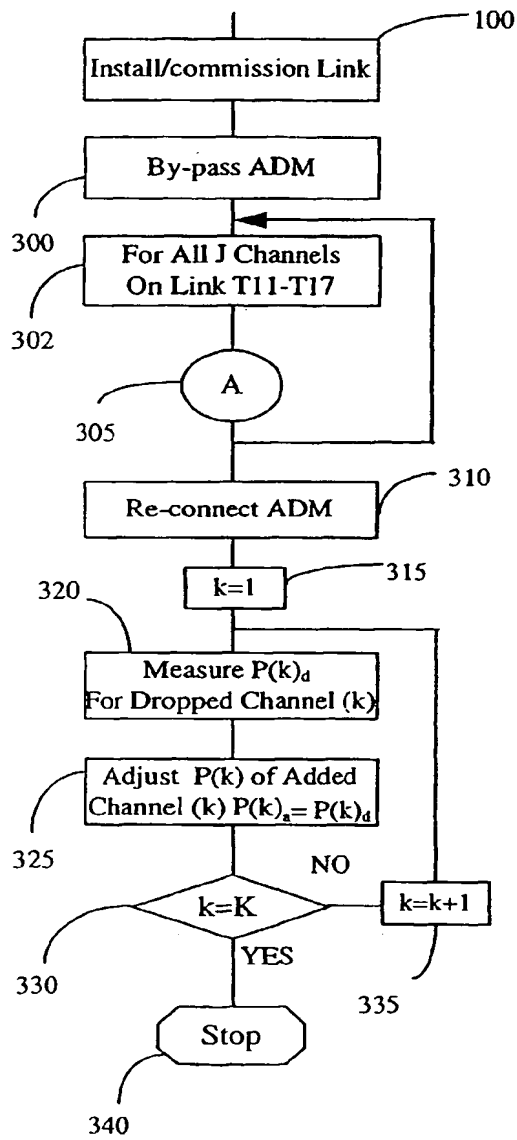 100
Install/commission Link
By-pass ADM
300
For All J Channels
On Link T11-T17
302
A
305
310
Re-connect ADM
315
k=1
320
Measure P(k)d
For Dropped Channel (k)
Adjust P(k) of Added
Channel (k) P(k)a= P(k)d
325
NO
k=K
k=k+1
330
YES
335
Stop
340